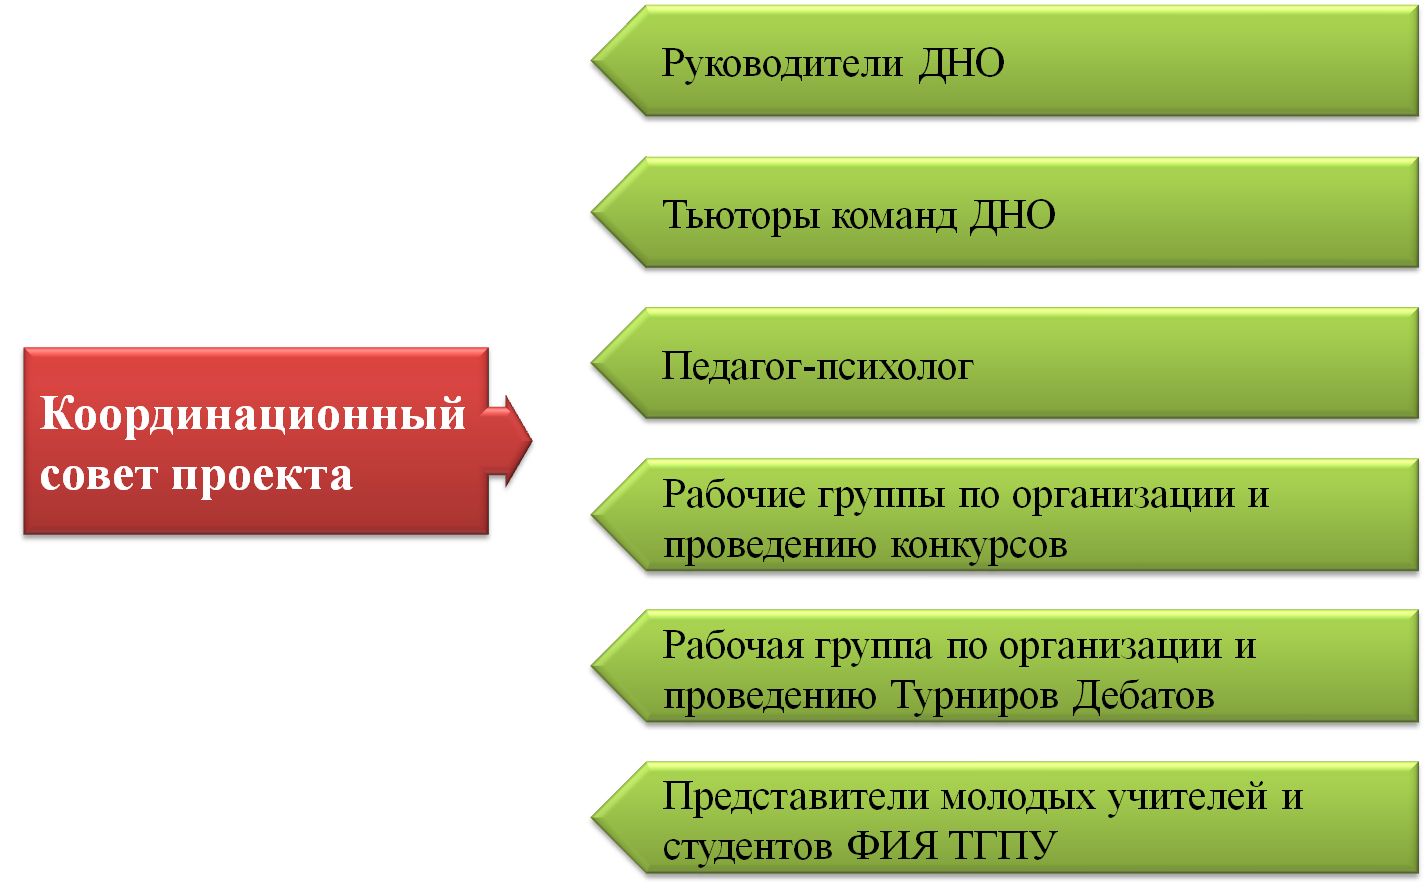 Координационный
совет проекта
Руководители ДНО
Тьюторы команд ДНО
Педагог-психолог
Рабочие группы по организации и
проведению конкурсов
Рабочая группа по организации и
проведению Турниров Дебатов
Представители молодых учителей и
студентов ФИЯ ТГПУ